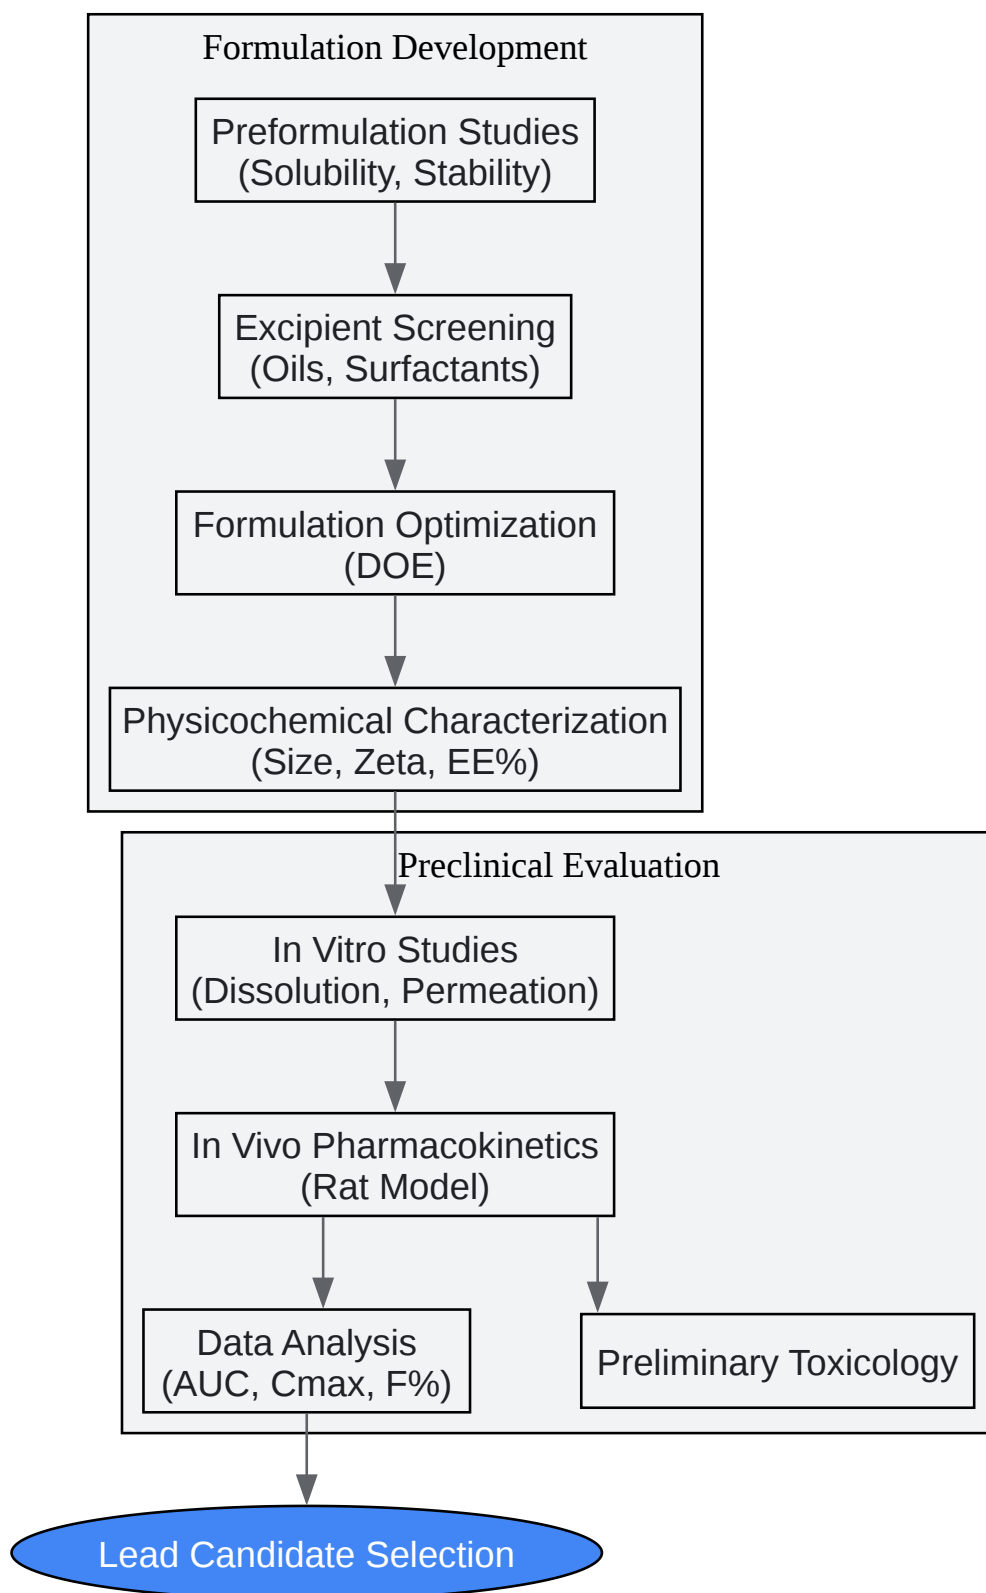 Formulation Development
Preformulation Studies
(Solubility, Stability)
Excipient Screening
(Oils, Surfactants)
Formulation Optimization
(DOE)
Physicochemical Characterization
(Size, Zeta, EE%)
Preclinical Evaluation
In Vitro Studies
(Dissolution, Permeation)
In Vivo Pharmacokinetics
(Rat Model)
Data Analysis
(AUC, Cmax, F%)
Preliminary Toxicology
Lead Candidate Selection